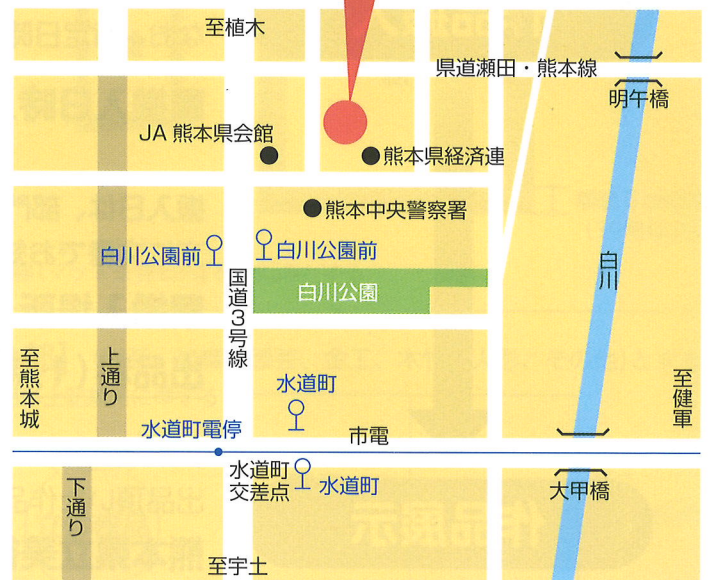 至植木
県道瀬田・熊本線
明午橋
JA 熊本県会館
熊本県経済連
熊本中央警察署
白川公園前
白川公園前
白川
白川公園
国道3号線
至熊本城
上通り
水道町
至健軍
水道町電停
市電
水道町
交差点
水道町
大甲橋
下通り
至宇土